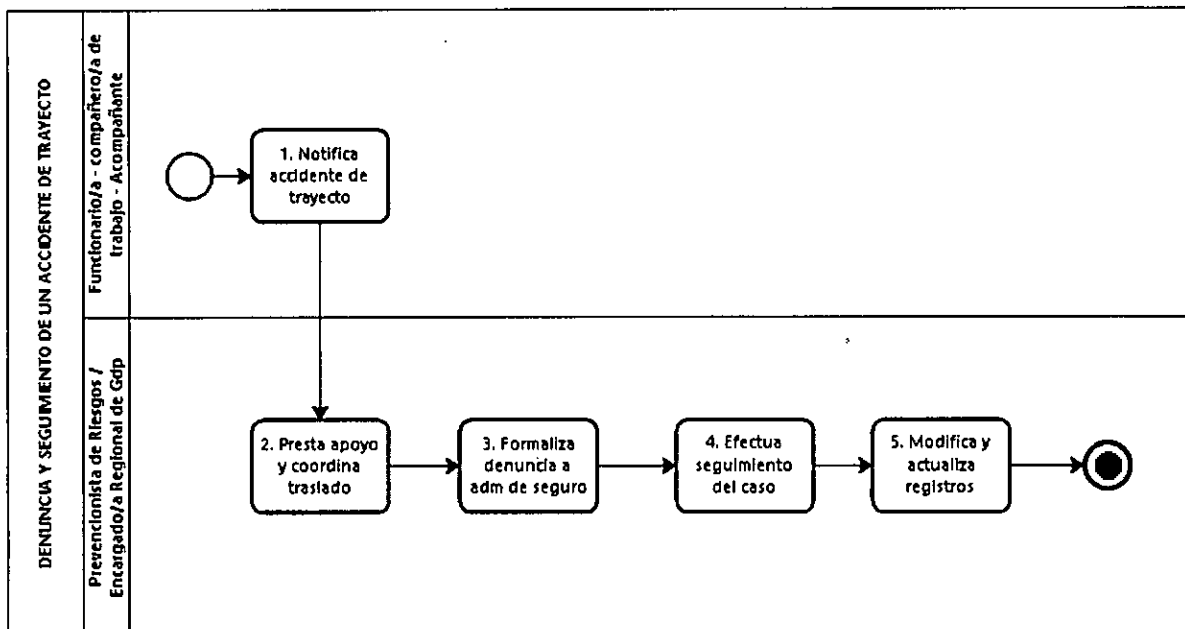 DENUNCIA Y SEGUIMIENTO DE UN ACCIDENTE DE TRAYECTO
Funcionario/a - compañero/a de
trabajo - Acompañante
1. Notifica
accidente de
trayecto
Prevencionista de Riesgos /
Encargado/a Regional de Gdp
2. Presta apoyo
y coordina
traslado
3. Formaliza
denuncia a
adm de seguro
4. Efectua
seguimiento
del caso
5. Modifica y
actualiza
registros